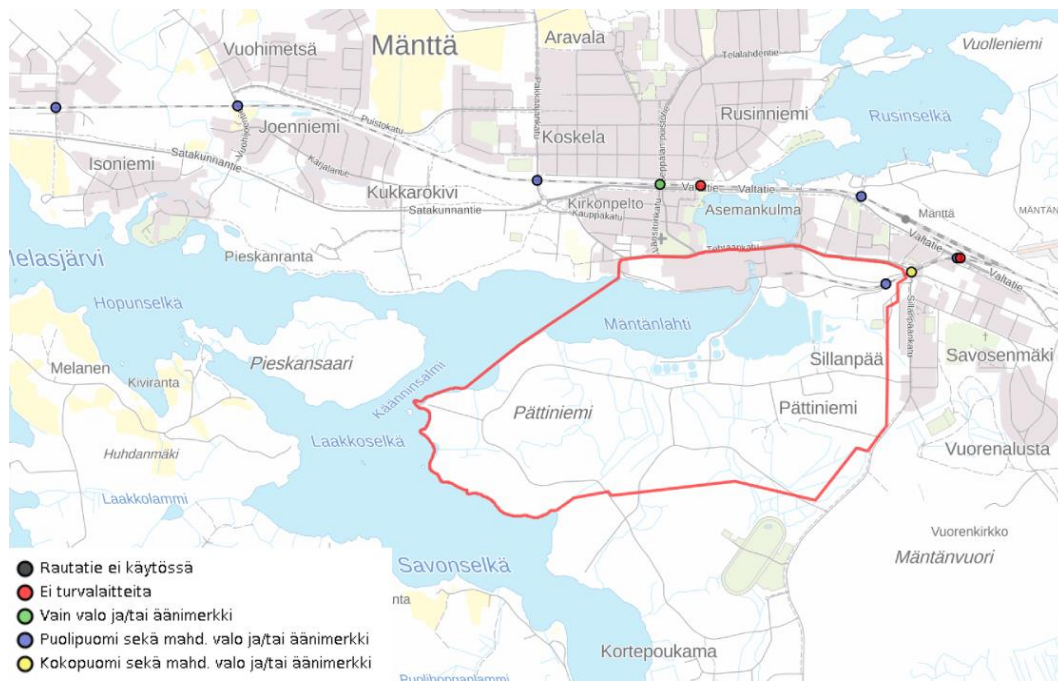 Aravala
Vuohimetsä
Mänttä
Vuolleniemi
Telalahdentie
Rusinniemi
Rusinselkä
Puistokatu
Joenniemi
Koskela
Isoniemi
Satakunnantie
Karjalantie
Kukkarokivi
Kirkonpelto
Valtatie
Asemankulma
Mänttä
Satakunnantie
Kauppakatu
Valtatie
Tehtaankatu
Valtatie
Pieskanranta
Hopunselkä
Mäntänlahti
Sillanpäänkatu
Pieskansaari
Sillanpää
Savosenmäki
Melanen
Kiviranta
Käänninsalmi
Pättiniemi
Pättiniemi
Laakkoselkä
Vuorenalusta
Huhdanmäki
Laakkolammi
Vuorenkirkko
Mäntänvuori
Savonselkä
Kortepoukama
Rautatie ei käytössä
Ei turvalaitteita
Vain valo ja/tai äänimerkki
Puolipuomi sekä mahd. valo ja/tai äänimerkki
Kokopuomi sekä mahd. valo ja/tai äänimerkki